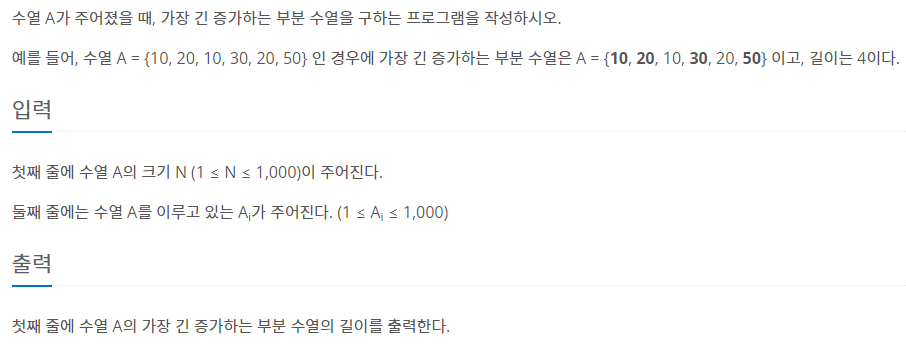 수열 A가 주어졌을 때, 가장 긴 증가하는 부분 수열을 구하는 프로그램을 작성하시오.
예를 들어, 수열 A = {10, 20, 10, 30, 20, 50} 인 경우에 가장 긴 증가하는 부분 수열은 A = {10, 20, 10, 30, 20, 50} 이고, 길이는 4이다.
입력
첫째 줄에 수열 A의 크기 N (1 ≤ N ≤ 1,000)이 주어진다.
둘째 줄에는 수열 A를 이루고 있는 Aᵢ가 주어진다. (1 ≤ Aᵢ ≤ 1,000)
출력
첫째 줄에 수열 A의 가장 긴 증가하는 부분 수열의 길이를 출력한다.